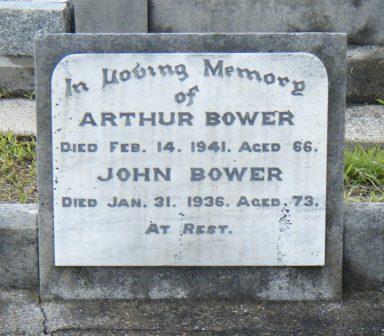 In Loving Memory
of
ARTHUR BOWER
DIED FEB. 14. 1941. AGED 66.
JOHN BOWER
DIED JAN. 31. 1936. AGED. 73.
AT REST.